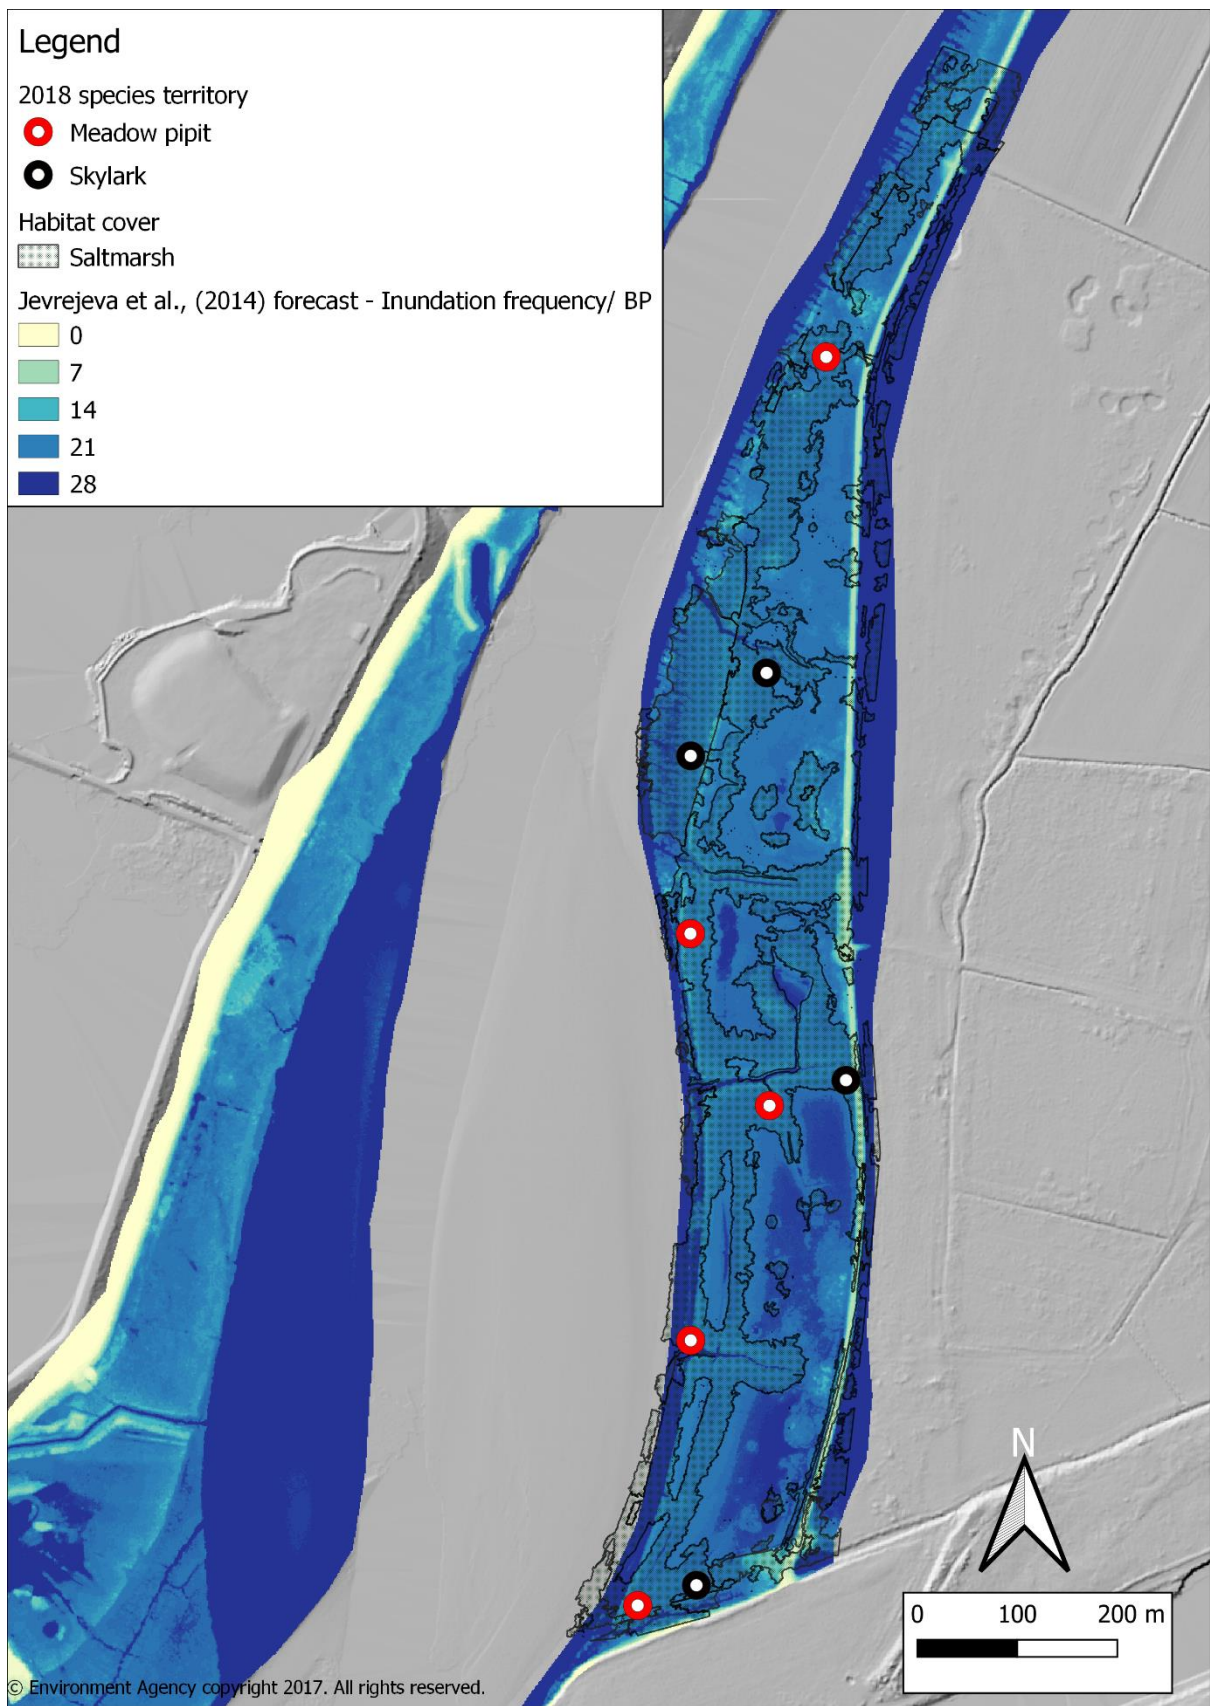 Legend
2018 species territory
Meadow pipit
Skylark
Habitat cover
Saltmarsh
Jevrejeva et al., (2014) forecast - Inundation frequency/ BP
0
7
14
21
28
N
0 100 200 m
© Environment Agency copyright 2017. All rights reserved.